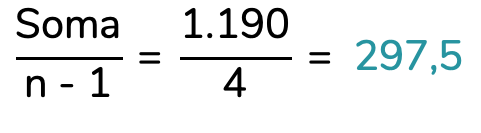 Soma / n - 1 = 1.190 / 4 = 297,5